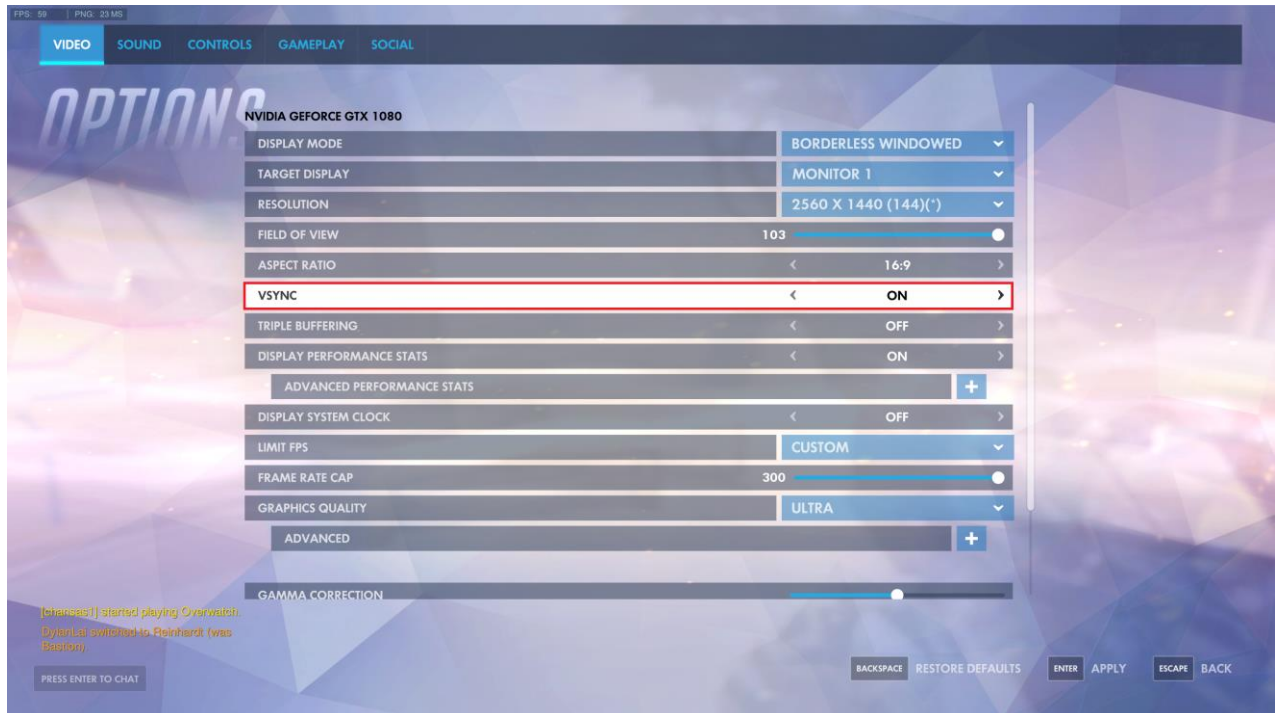 FPS: 59 | PNG: 23 MS
VIDEO SOUND CONTROLS GAMEPLAY SOCIAL
OPTIONS
NVIDIA GEFORCE GTX 1080
DISPLAY MODE BORDERLESS WINDOWED
TARGET DISPLAY MONITOR 1
RESOLUTION 2560 X 1440 (144)(*)
FIELD OF VIEW 103
ASPECT RATIO < 16:9 >
VSYNC < ON >
TRIPLE BUFFERING < OFF >
DISPLAY PERFORMANCE STATS < ON >
ADVANCED PERFORMANCE STATS +
DISPLAY SYSTEM CLOCK < OFF >
LIMIT FPS CUSTOM
FRAME RATE CAP 300
GRAPHICS QUALITY ULTRA
ADVANCED +
GAMMA CORRECTION
[chansas1] started playing Overwatch.
DylanLai switched to Reinhardt (was
Bastion).
PRESS ENTER TO CHAT
BACKSPACE RESTORE DEFAULTS ENTER APPLY ESCAPE BACK